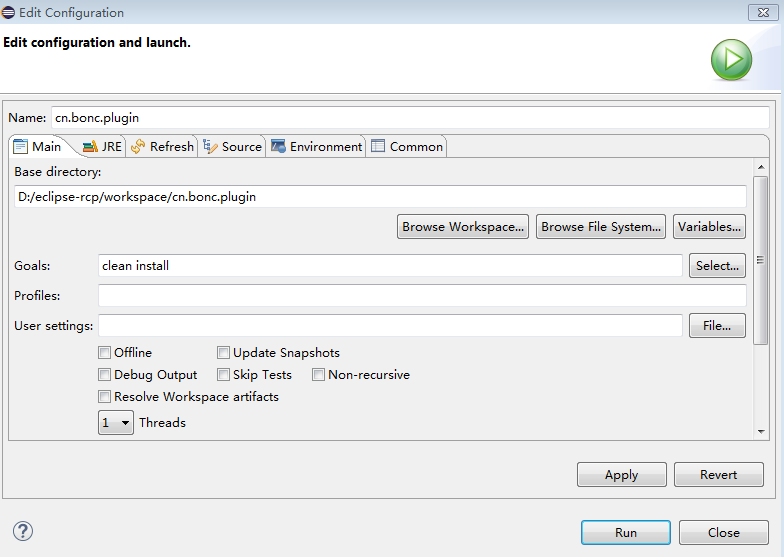 Edit Configuration
Edit configuration and launch.
Name: cn.bonc.plugin
Main JRE Refresh Source Environment Common
Base directory:
D:/eclipse-rcp/workspace/cn.bonc.plugin
Browse Workspace... Browse File System... Variables...
Goals: clean install Select...
Profiles:
User settings: File...
Offline Update Snapshots
Debug Output Skip Tests Non-recursive
Resolve Workspace artifacts
1 Threads
Apply Revert
? Run Close